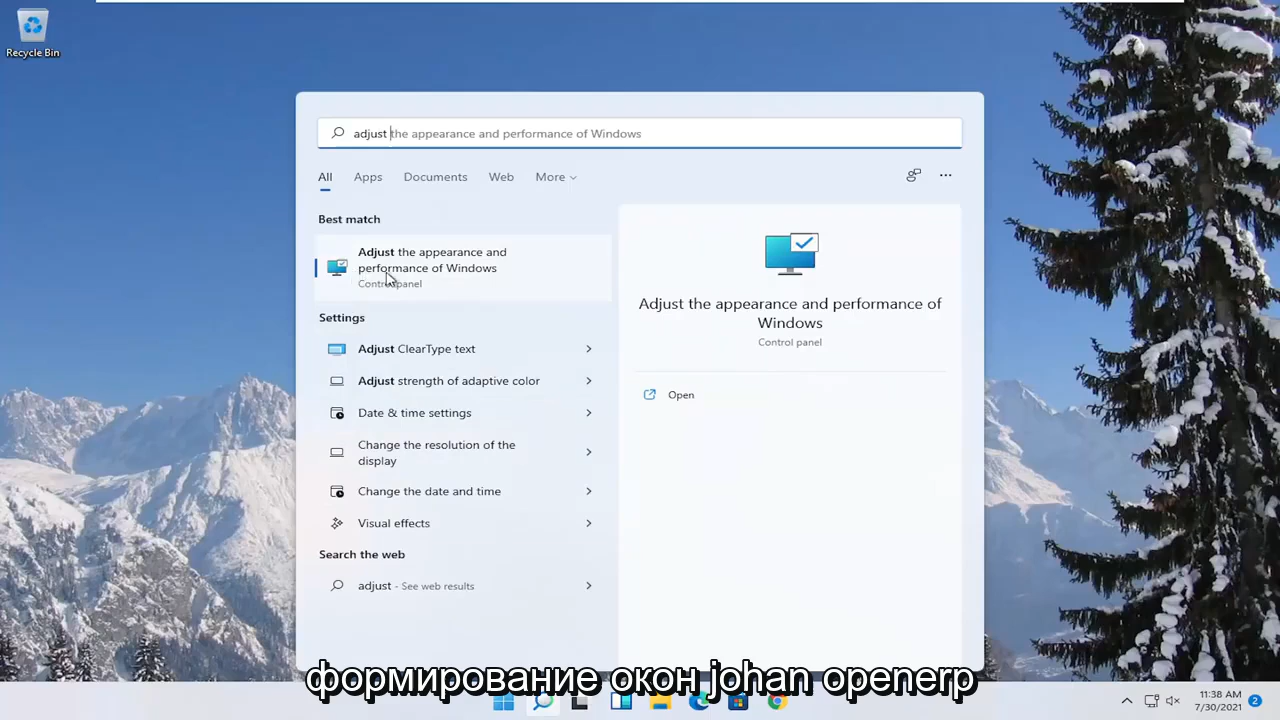 Recycle Bin
adjust the appearance and performance of Windows
All Apps Documents Web More
Best match
Adjust the appearance and
performance of Windows
Control panel
Settings
Adjust ClearType text
Adjust strength of adaptive color
Date & time settings
Change the resolution of the
display
Change the date and time
Visual effects
Search the web
adjust - See web results
Adjust the appearance and performance of
Windows
Control panel
Open
формирование окон johan openerp
11:38 AM
7/30/2021
2